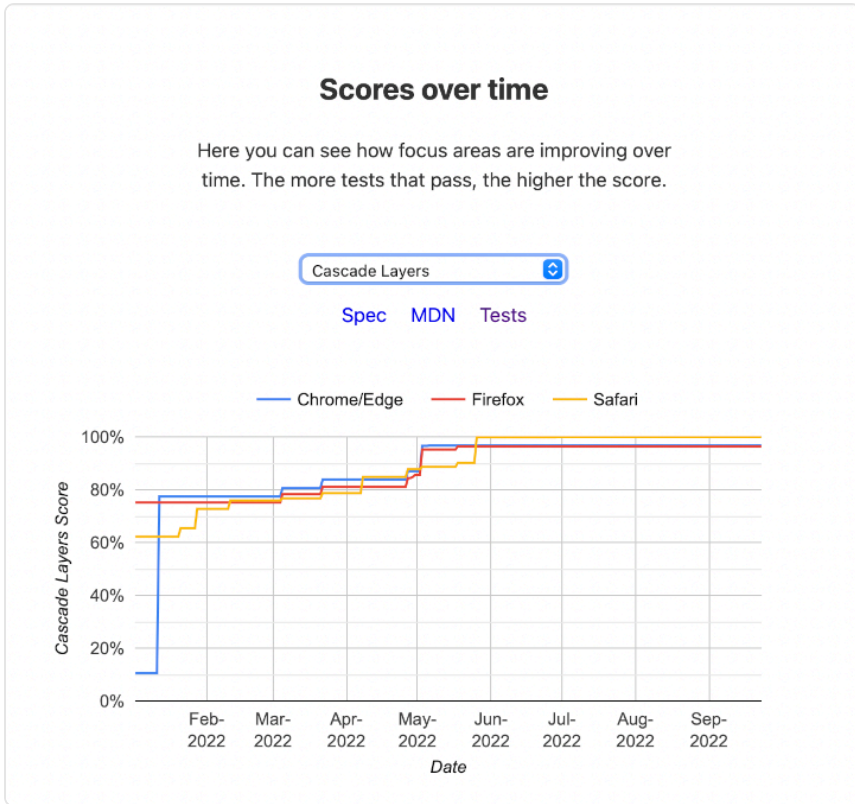 Scores over time
Here you can see how focus areas are improving over
time. The more tests that pass, the higher the score.
Cascade Layers
Spec MDN Tests
Chrome/Edge Firefox Safari
100%
80%
60%
40%
20%
0%
Cascade Layers Score
Feb-2022 Mar-2022 Apr-2022 May-2022 Jun-2022 Jul-2022 Aug-2022 Sep-2022
Date